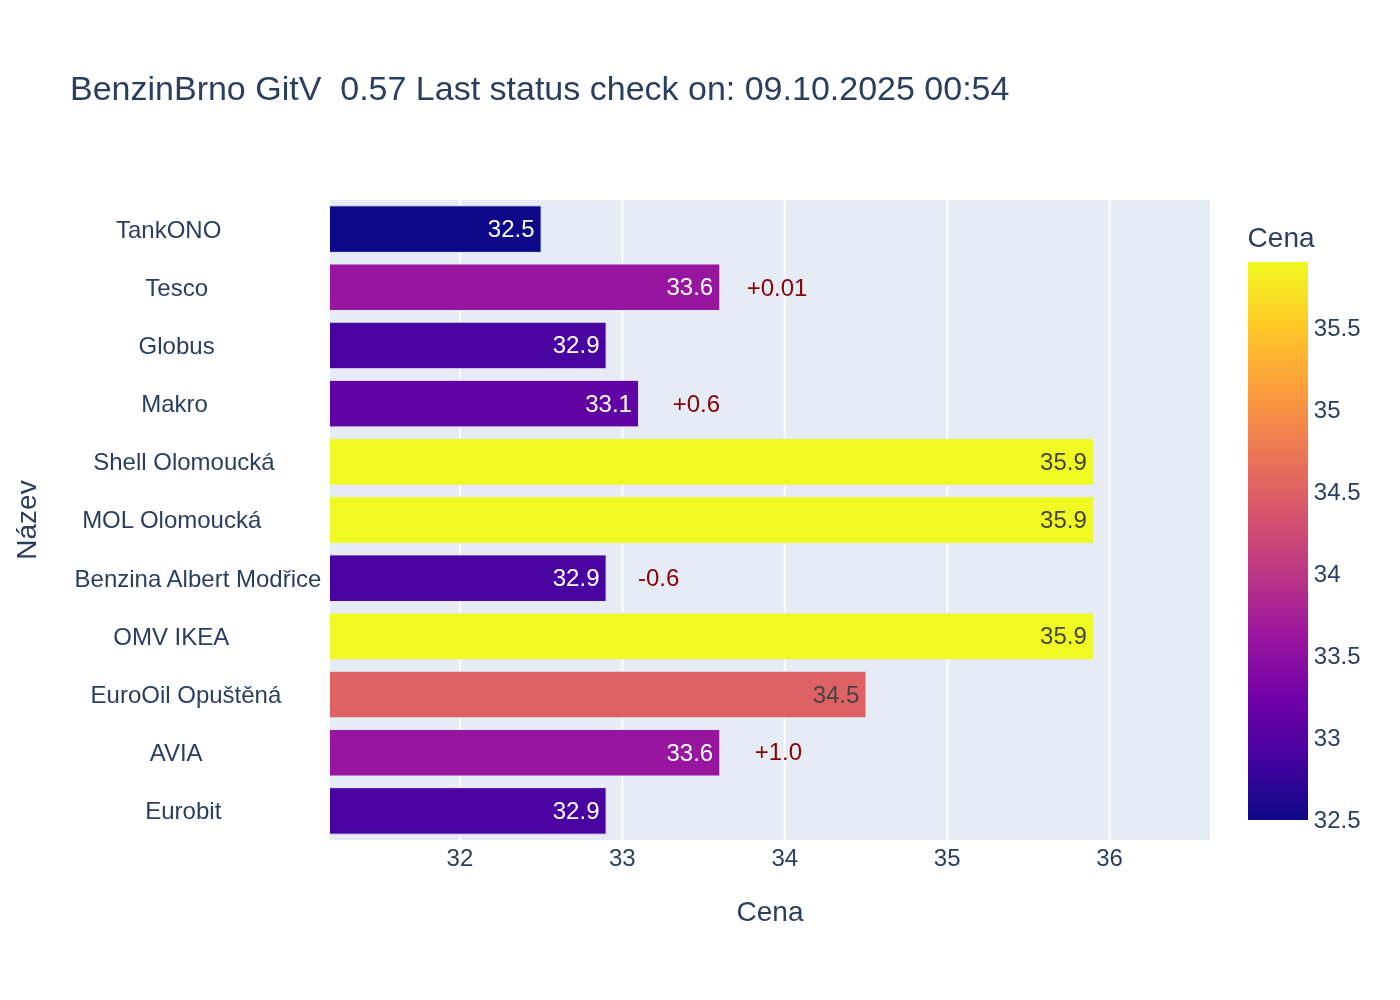 BenzinBrno GitV  0.57 Last status check on: 09.10.2025 00:54
TankONO 32.5
Tesco 33.6 +0.01
Globus 32.9
Makro 33.1 +0.6
Shell Olomoucká 35.9
MOL Olomoucká 35.9
Benzina Albert Modřice 32.9 -0.6
OMV IKEA 35.9
EuroOil Opuštěná 34.5
AVIA 33.6 +1.0
Eurobit 32.9
Název
32 33 34 35 36
Cena
Cena
35.5
35
34.5
34
33.5
33
32.5